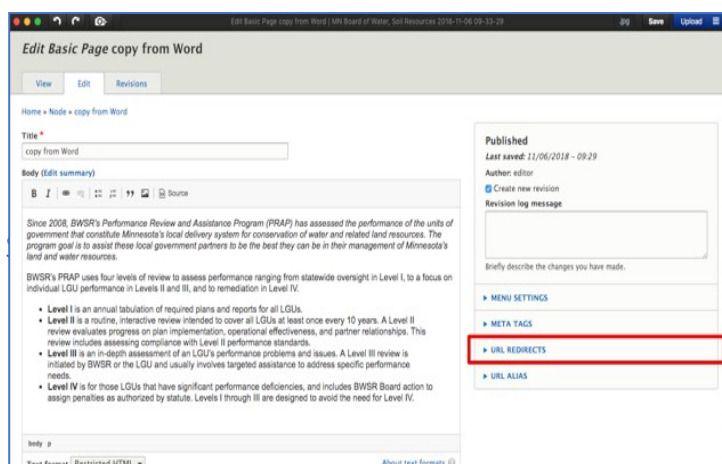 Edit Basic Page copy from Word | MN Board of Water, Soil Resources 2018-11-06 09-33-29
.jpg Save Upload
Edit Basic Page copy from Word
View Edit Revisions
Home » Node » copy from Word
Title *
copy from Word
Body (Edit summary)
B I Source
Since 2008, BWSR's Performance Review and Assistance Program (PRAP) has assessed the performance of the units of
government that constitute Minnesota's local delivery system for conservation of water and related land resources. The
program goal is to assist these local government partners to be the best they can be in their management of Minnesota's
land and water resources.
BWSR's PRAP uses four levels of review to assess performance ranging from statewide oversight in Level I, to a focus on
individual LGU performance in Levels II and III, and to remediation in Level IV.
• Level I is an annual tabulation of required plans and reports for all LGUs.
• Level II is a routine, interactive review intended to cover all LGUs at least once every 10 years. A Level II
review evaluates progress on plan implementation, operational effectiveness, and partner relationships. This
review includes assessing compliance with Level II performance standards.
• Level III is an in-depth assessment of an LGU's performance problems and issues. A Level III review is
initiated by BWSR or the LGU and usually involves targeted assistance to address specific performance
needs.
• Level IV is for those LGUs that have significant performance deficiencies, and includes BWSR Board action to
assign penalties as authorized by statute. Levels I through III are designed to avoid the need for Level IV.
body p
Text format Restricted HTML
About text formats
Published
Last saved: 11/06/2018 - 09:29
Author: editor
Create new revision
Revision log message
Briefly describe the changes you have made.
MENU SETTINGS
META TAGS
URL REDIRECTS
URL ALIAS